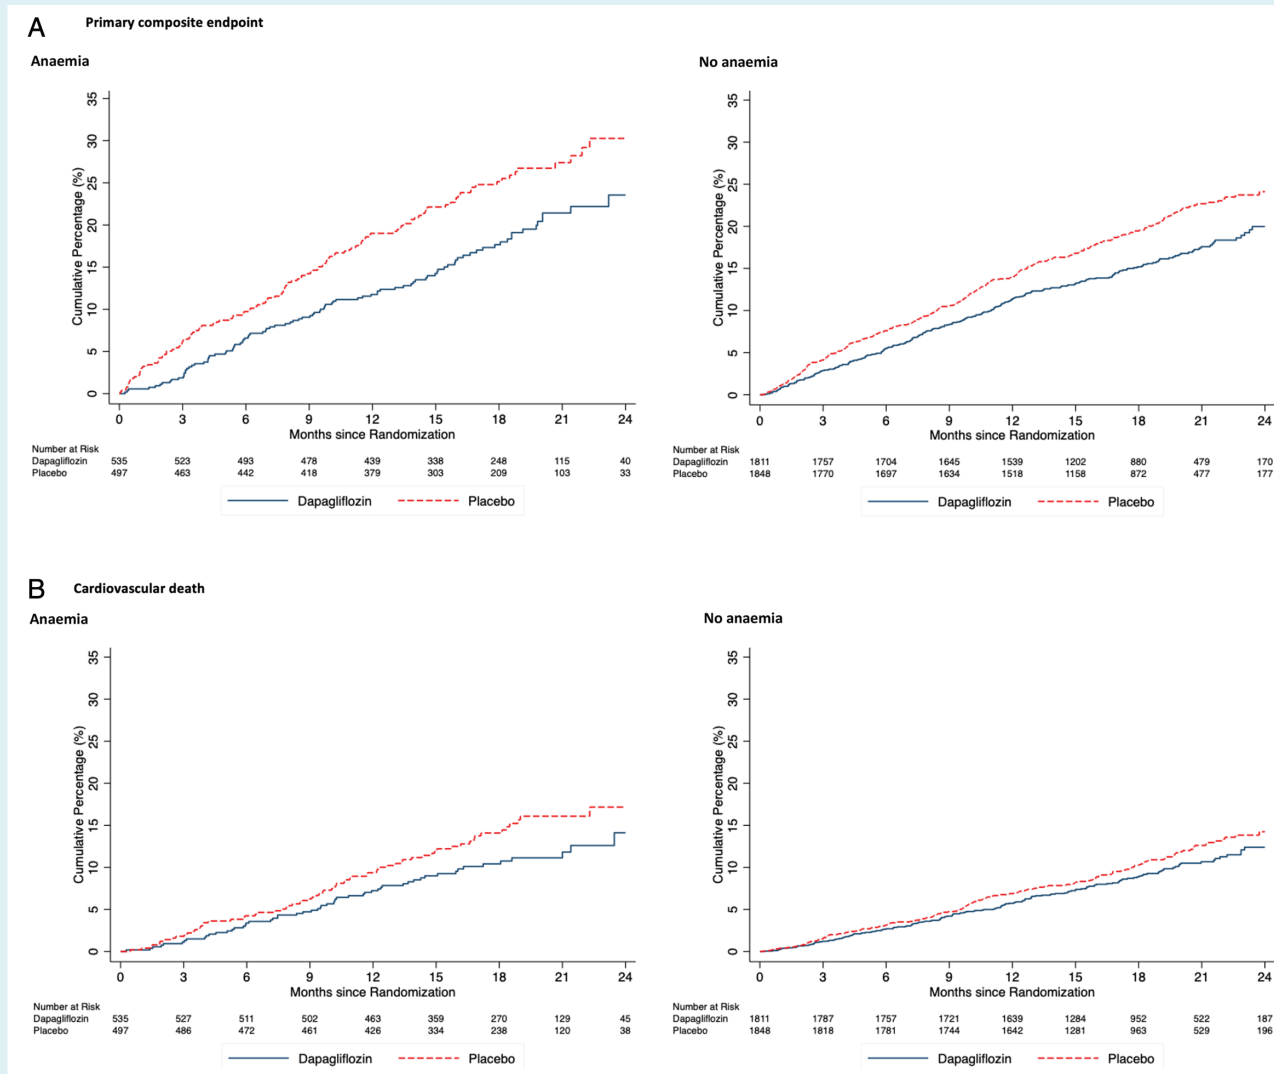 A Primary composite endpoint
Anaemia
Cumulative Percentage (%)
35
30
25
20
15
10
5
0
0 3 6 9 12 15 18 21 24
Months since Randomization
Number at Risk
Dapagliflozin 535 523 493 478 439 338 248 115 40
Placebo 497 463 442 418 379 303 209 103 33
Dapagliflozin Placebo
No anaemia
Cumulative Percentage (%)
35
30
25
20
15
10
5
0
0 3 6 9 12 15 18 21 24
Months since Randomization
Number at Risk
Dapagliflozin 1811 1757 1704 1645 1539 1202 880 479 170
Placebo 1848 1770 1697 1634 1518 1158 872 477 177
Dapagliflozin Placebo
B Cardiovascular death
Anaemia
Cumulative Percentage (%)
35
30
25
20
15
10
5
0
0 3 6 9 12 15 18 21 24
Months since Randomization
Number at Risk
Dapagliflozin 535 527 511 502 463 359 270 129 45
Placebo 497 486 472 461 426 334 238 120 38
Dapagliflozin Placebo
No anaemia
Cumulative Percentage (%)
35
30
25
20
15
10
5
0
0 3 6 9 12 15 18 21 24
Months since Randomization
Number at Risk
Dapagliflozin 1811 1787 1757 1721 1639 1284 952 522 187
Placebo 1848 1818 1781 1744 1642 1281 963 529 196
Dapagliflozin Placebo